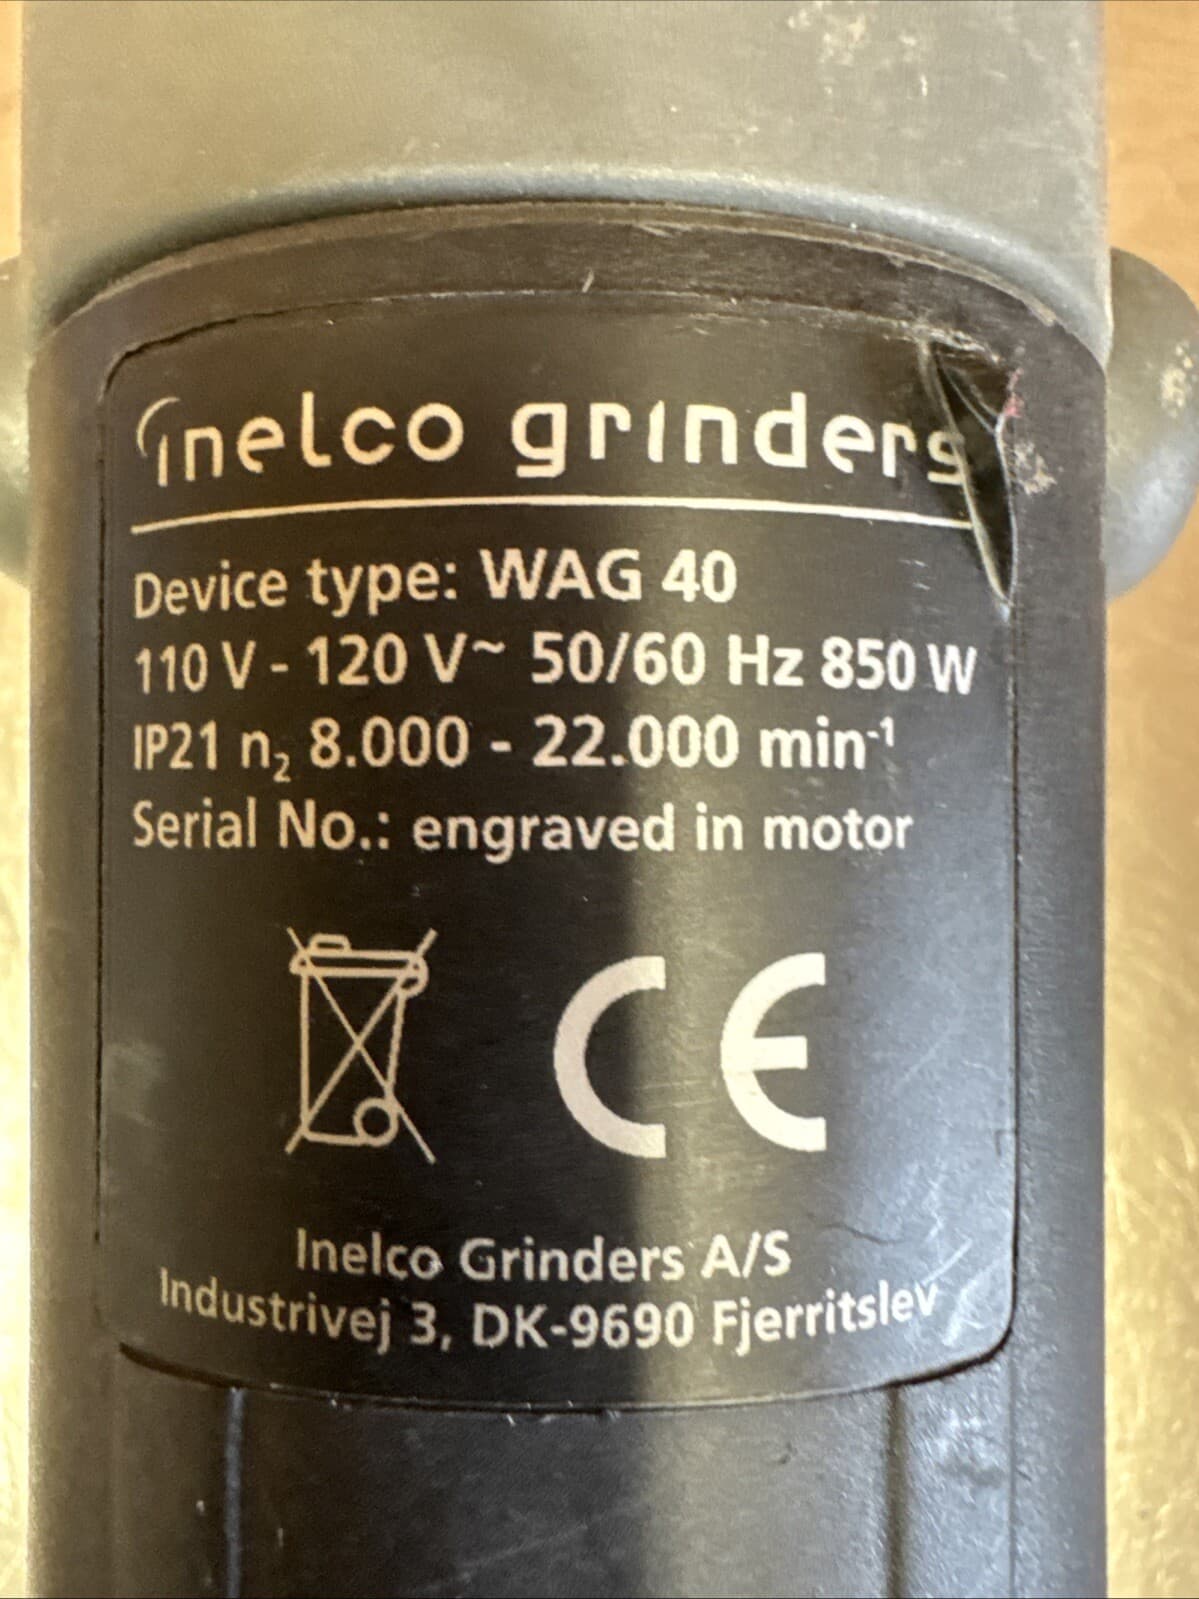 inelco grinders
Device type: WAG 40
110 V - 120 V~ 50/60 Hz 850 W
IP21 n₂ 8.000 - 22.000 min⁻¹
Serial No.: engraved in motor
CE
Inelco Grinders A/S
Industrivej 3, DK-9690 Fjerritslev